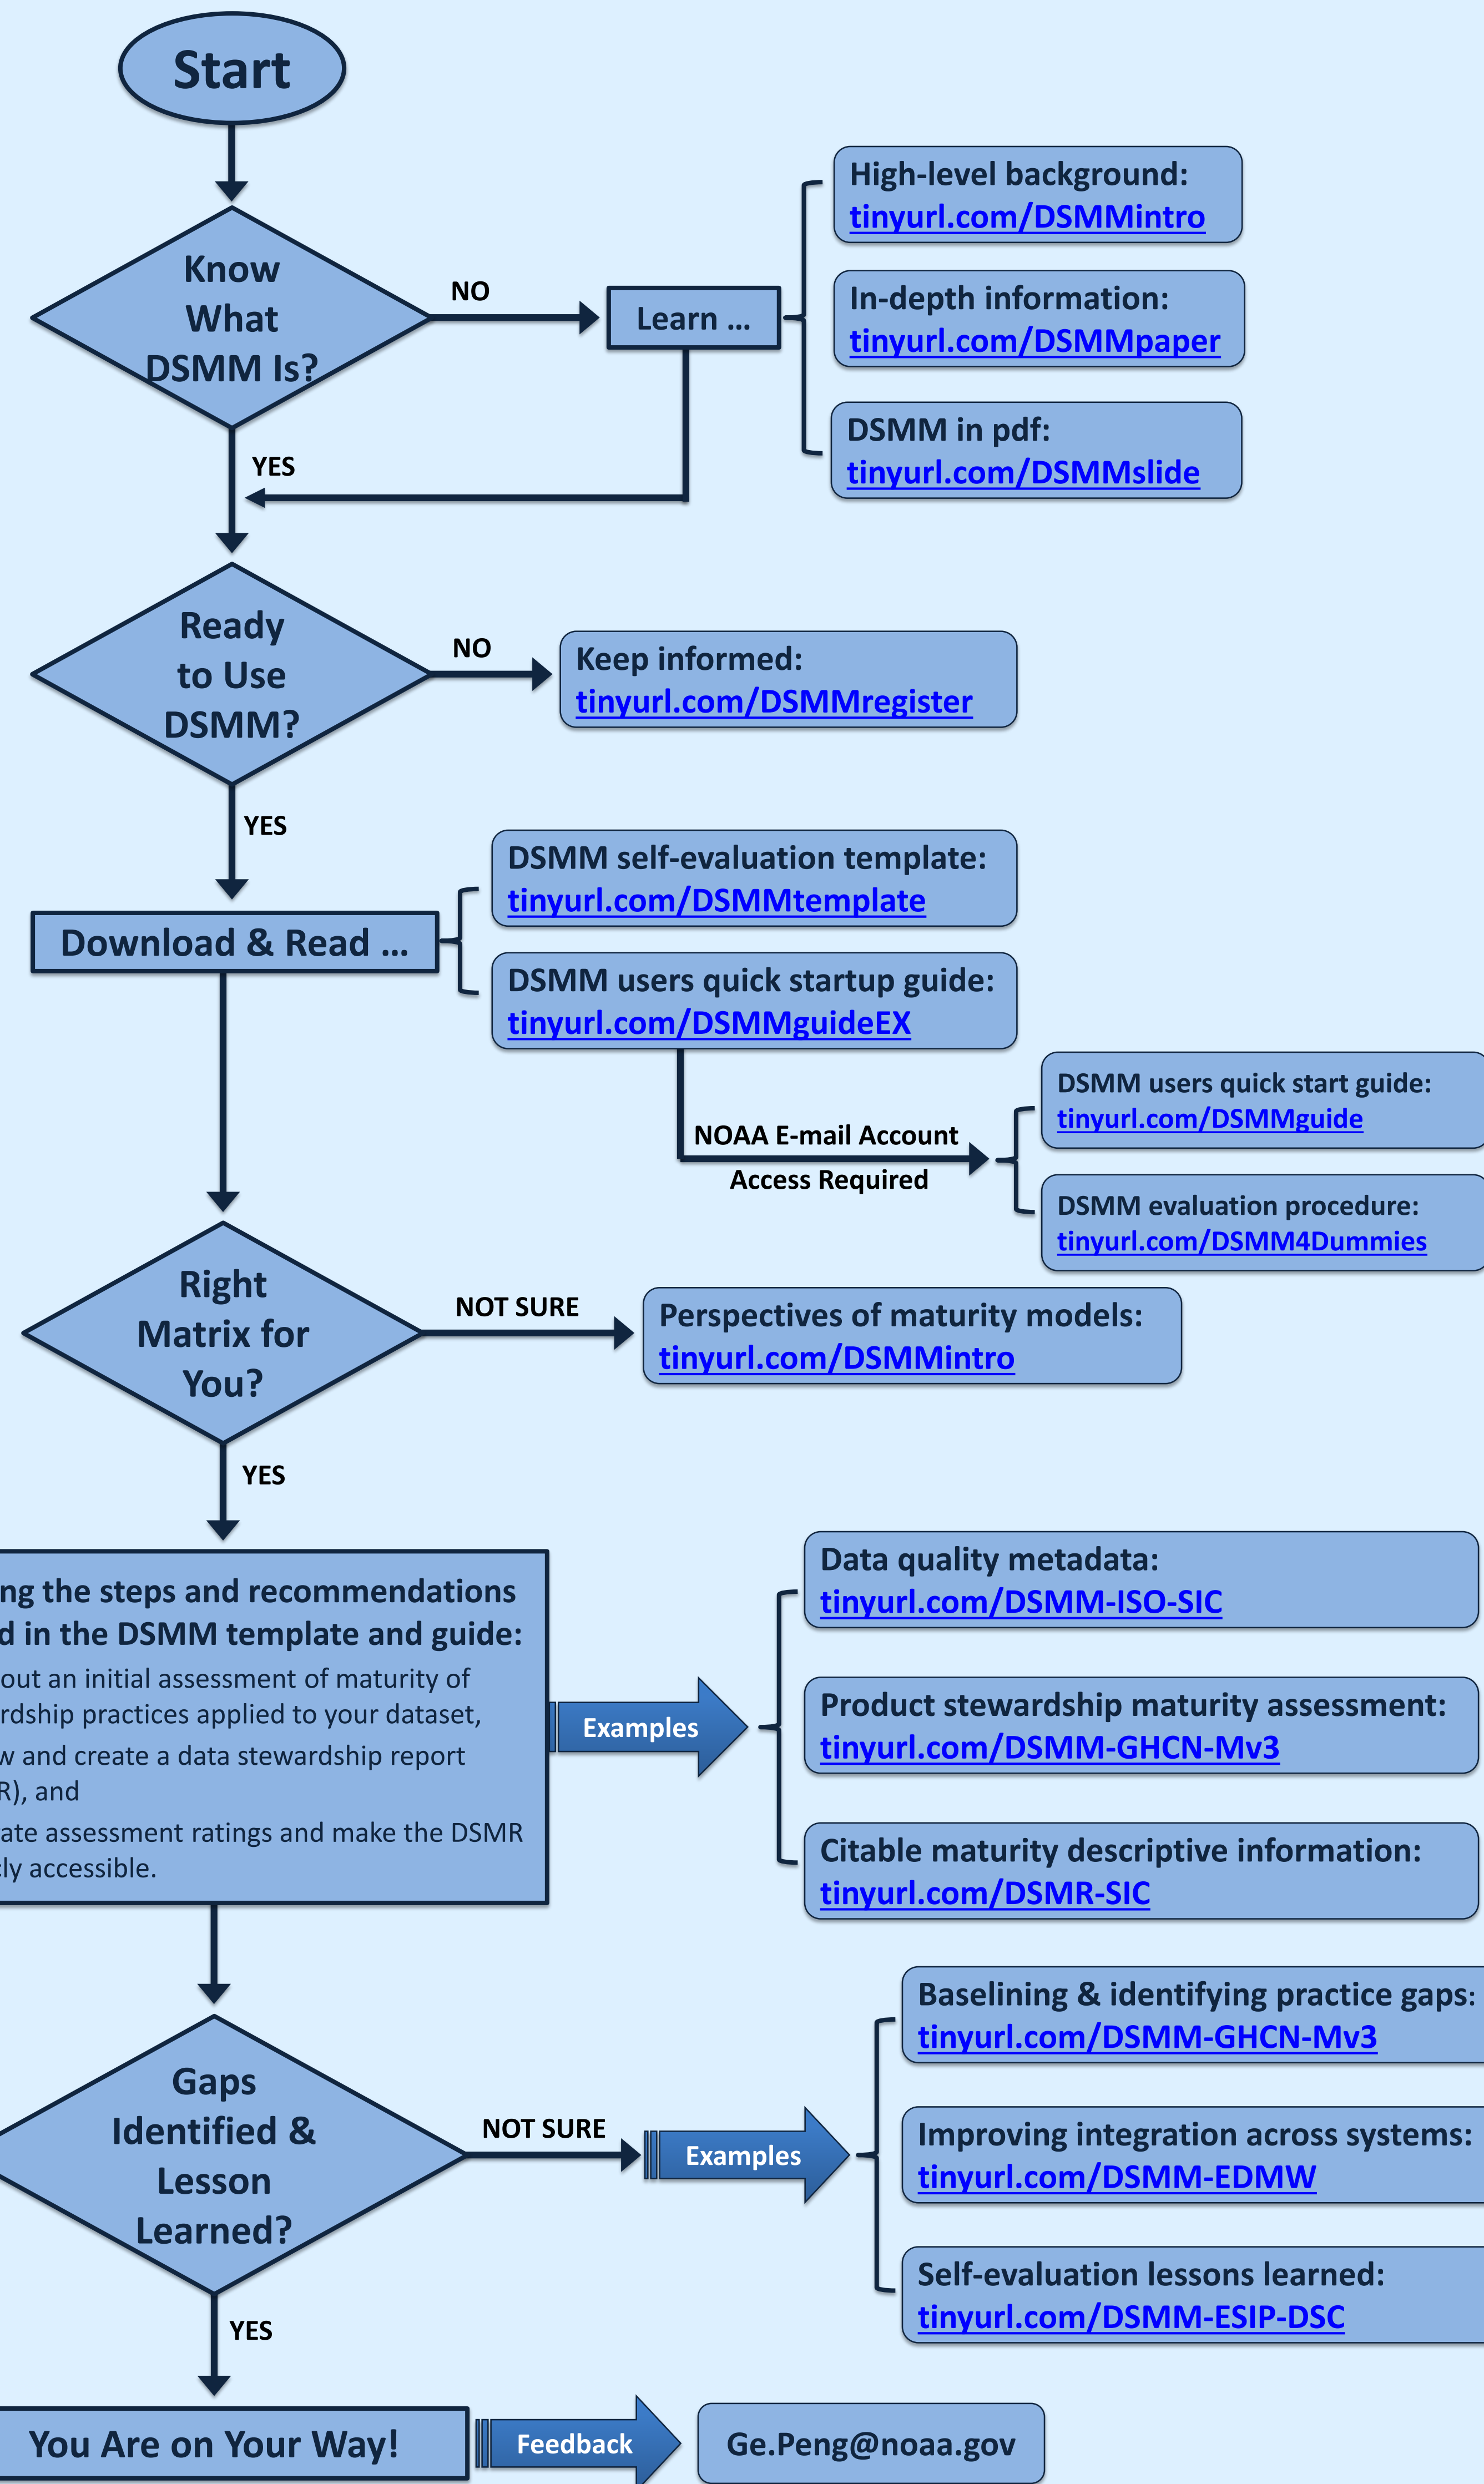 Start
Know
What
DSMM Is?
NO
Learn ...
High-level background:
tinyurl.com/DSMMintro
In-depth information:
tinyurl.com/DSMMpaper
DSMM in pdf:
tinyurl.com/DSMMslide
YES
Ready
to Use
DSMM?
NO
Keep informed:
tinyurl.com/DSMMregister
YES
Download & Read ...
DSMM self-evaluation template:
tinyurl.com/DSMMtemplate
DSMM users quick startup guide:
tinyurl.com/DSMMguideEX
NOAA E-mail Account
Access Required
DSMM users quick start guide:
tinyurl.com/DSMMguide
DSMM evaluation procedure:
tinyurl.com/DSMM4Dummies
Right
Matrix for
You?
NOT SURE
Perspectives of maturity models:
tinyurl.com/DSMMintro
YES
the steps and recommendations
in the DSMM template and guide:
out an initial assessment of maturity of
practices applied to your dataset,
and create a data stewardship report
and
assessment ratings and make the DSMR
accessible.
Examples
Data quality metadata:
tinyurl.com/DSMM-ISO-SIC
Product stewardship maturity assessment:
tinyurl.com/DSMM-GHCN-Mv3
Citable maturity descriptive information:
tinyurl.com/DSMR-SIC
Gaps
Identified &
Lesson
Learned?
NOT SURE
Examples
Baselining & identifying practice gaps:
tinyurl.com/DSMM-GHCN-Mv3
Improving integration across systems:
tinyurl.com/DSMM-EDMW
Self-evaluation lessons learned:
tinyurl.com/DSMM-ESIP-DSC
YES
You Are on Your Way!
Feedback
Ge.Peng@noaa.gov